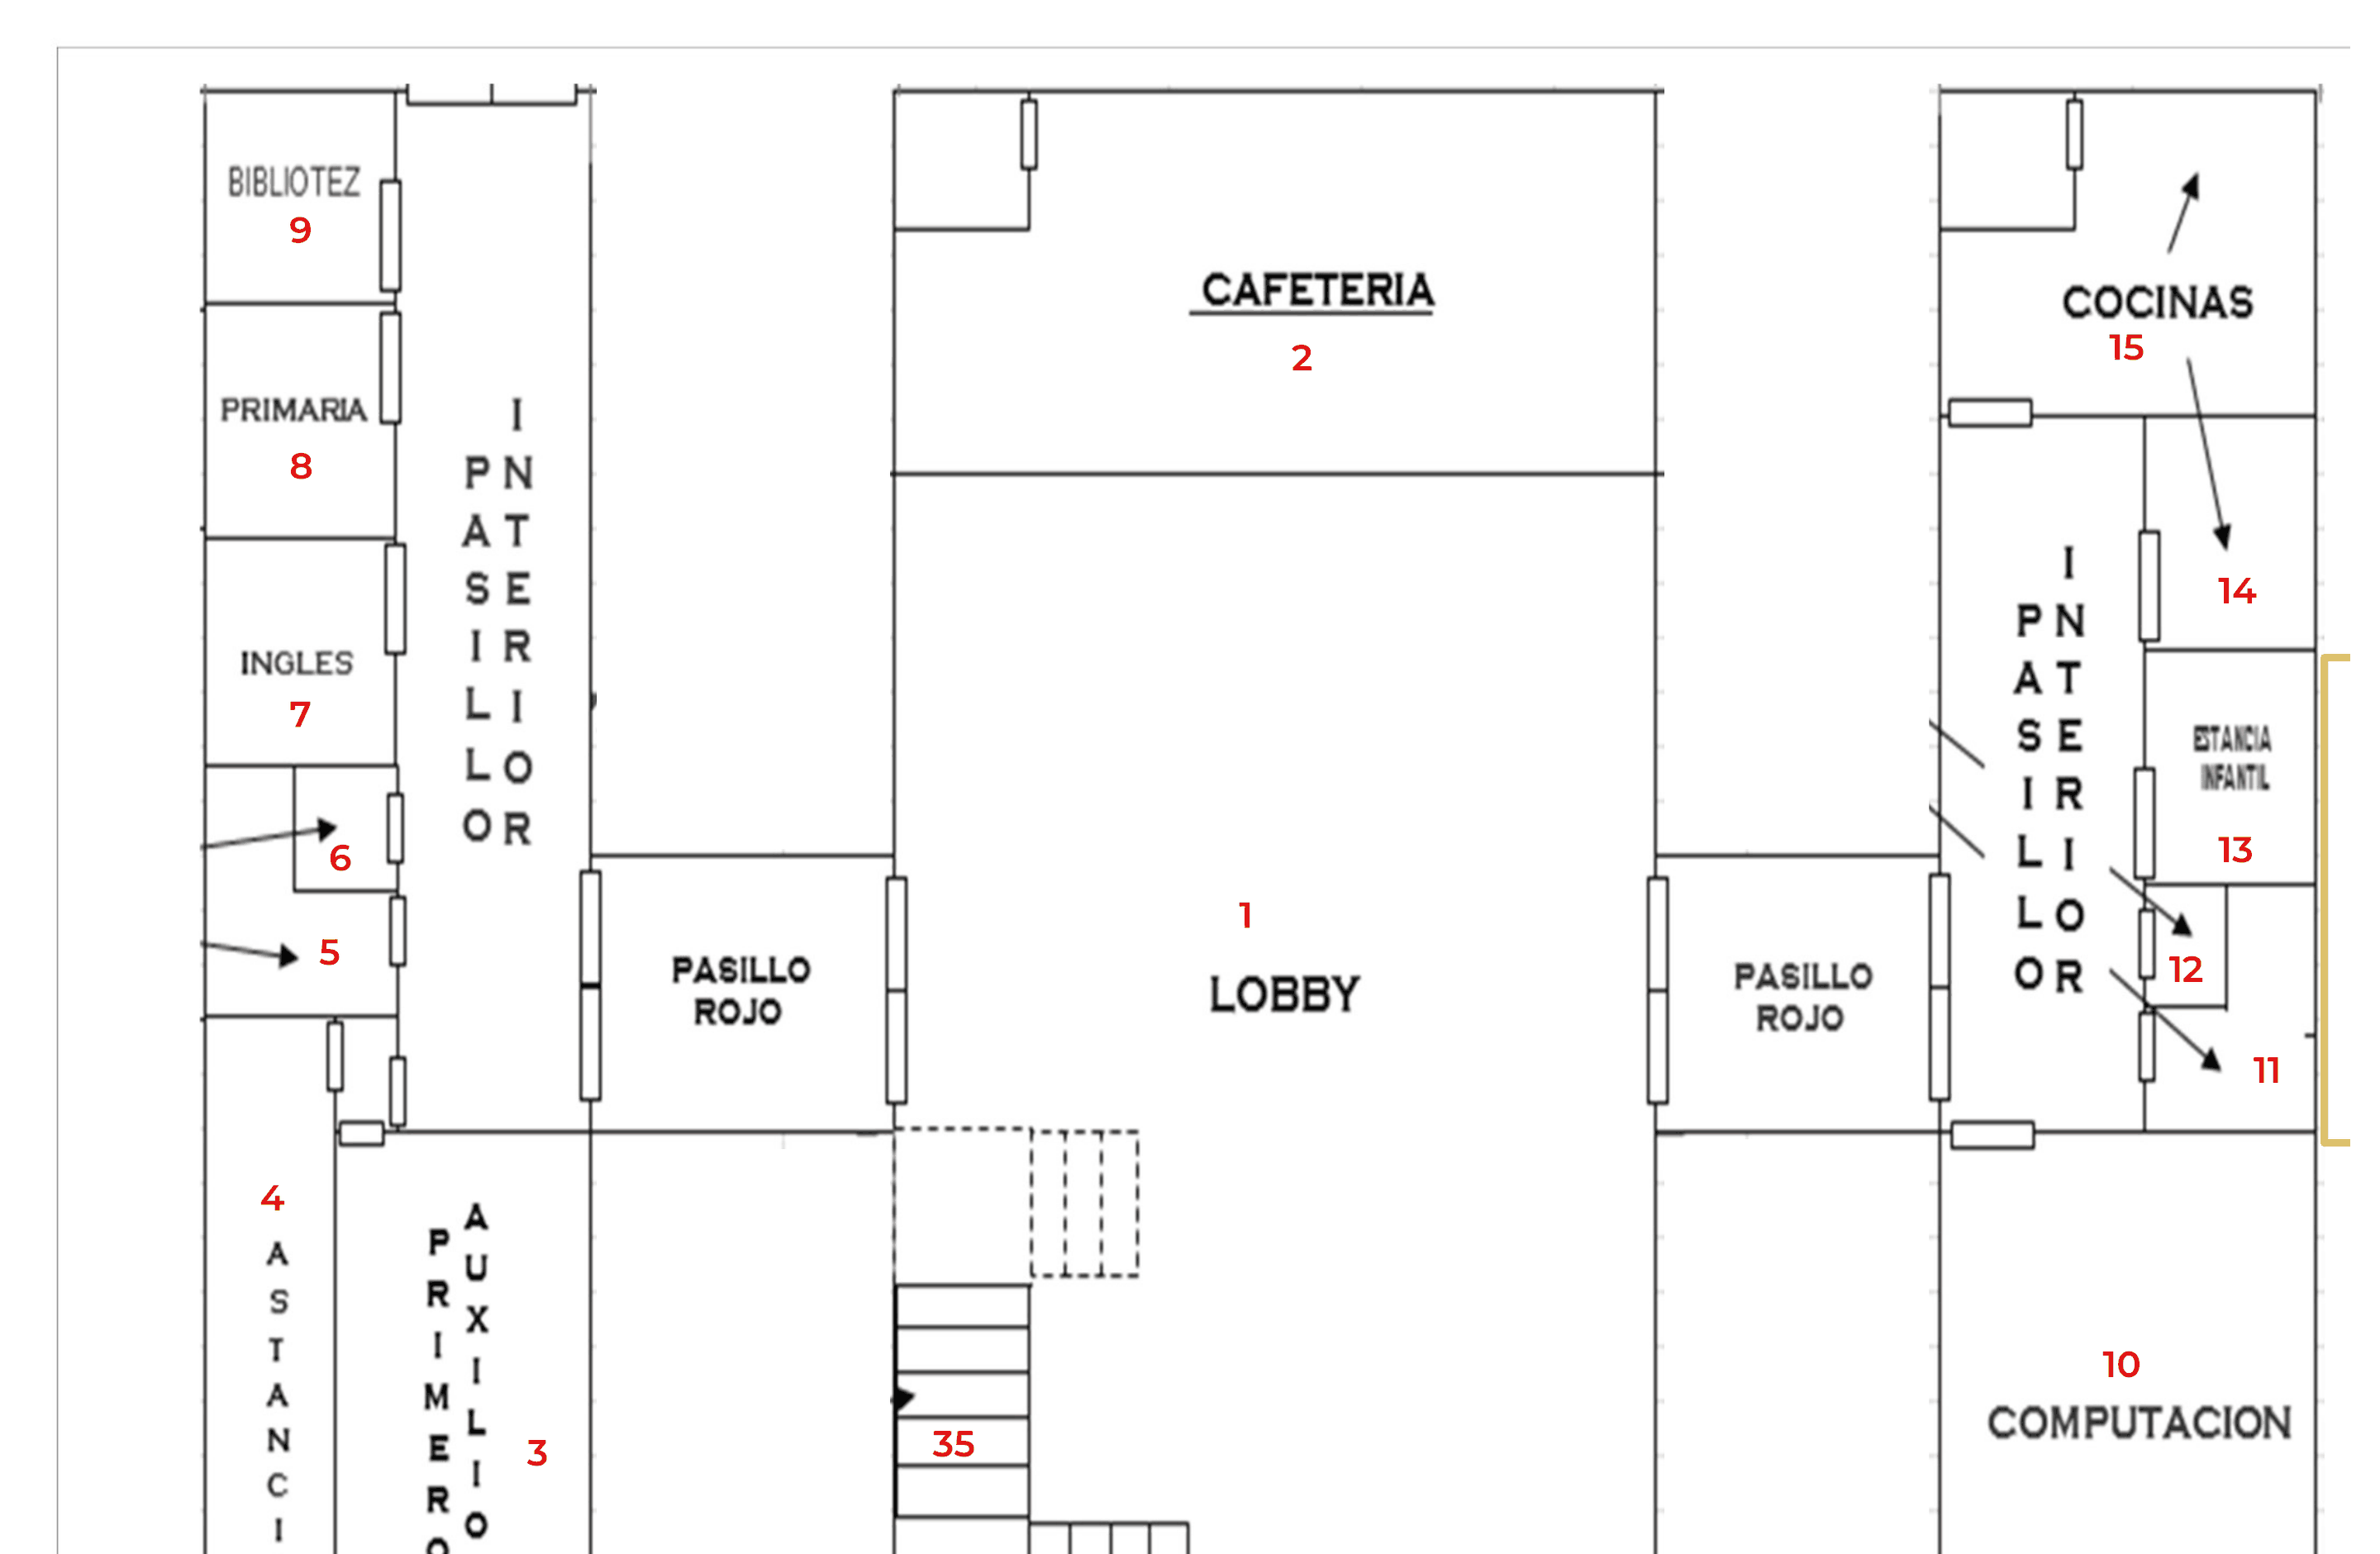 BIBLIOTEZ
9
PRIMARIA
8
INGLES
7
6
5
4
ASTANCI
PASILLO
INTERIOR
PRIMERO
AUXILIO
3
PASILLO
ROJO
CAFETERIA
2
1
LOBBY
35
PASILLO
ROJO
COCINAS
15
14
PASILLO
INTERIOR
ESTANCIA
INFANTIL
13
12
11
10
COMPUTACION